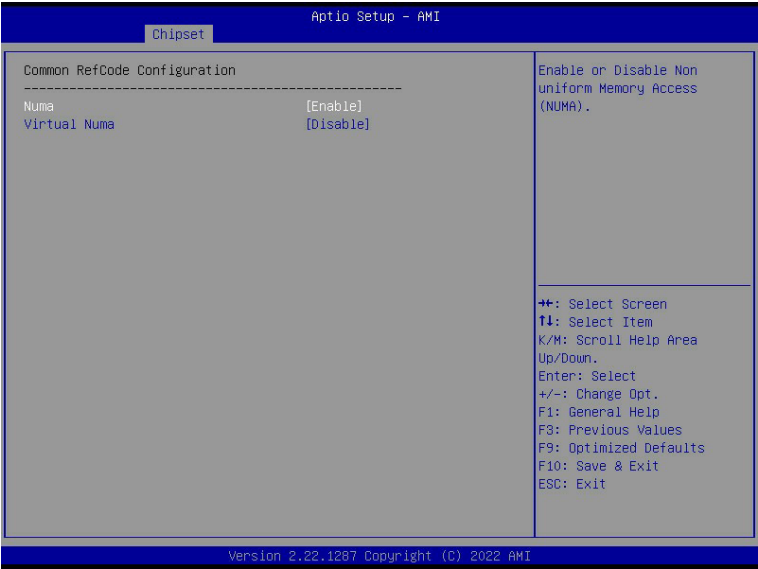 Aptio Setup – AMI
Chipset
Common RefCode Configuration
--------------------------------------------------
Numa [Enable]
Virtual Numa [Disable]
Enable or Disable Non
uniform Memory Access
(NUMA).
→←: Select Screen
↑↓: Select Item
K/M: Scroll Help Area
Up/Down.
Enter: Select
+/-: Change Opt.
F1: General Help
F3: Previous Values
F9: Optimized Defaults
F10: Save & Exit
ESC: Exit
Version 2.22.1287 Copyright (C) 2022 AMI